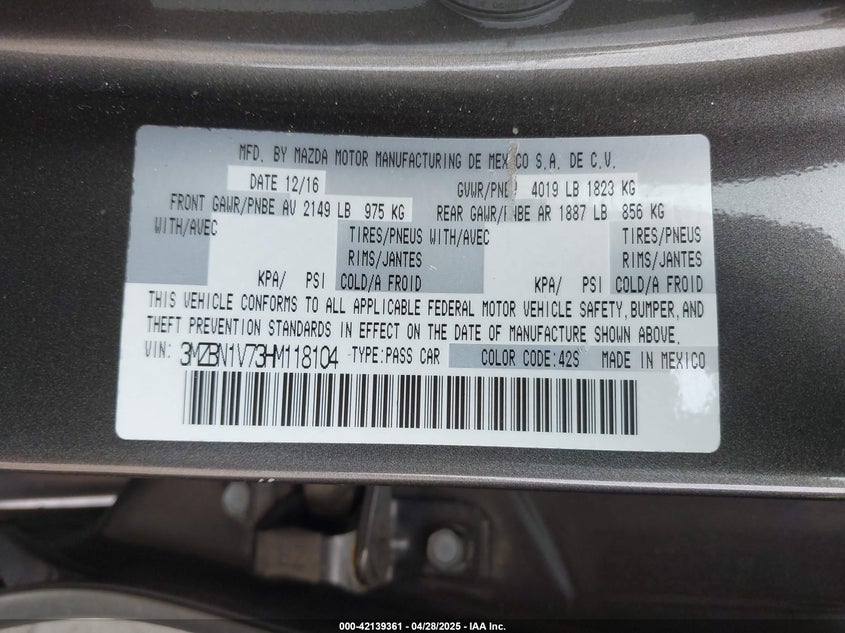 MFD. BY MAZDA MOTOR MANUFACTURING DE MEXICO S.A. DE C.V.
DATE 12/16 GVWR/PNBV 4019 LB 1823 KG
FRONT GAWR/PNBE AV 2149 LB 975 KG REAR GAWR/PNBE AR 1887 LB 856 KG
WITH/AVEC TIRES/PNEUS WITH/AVEC TIRES/PNEUS
RIMS/JANTES RIMS/JANTES
KPA/ PSI COLD/A FROID KPA/ PSI COLD/A FROID
THIS VEHICLE CONFORMS TO ALL APPLICABLE FEDERAL MOTOR VEHICLE SAFETY, BUMPER, AND
THEFT PREVENTION STANDARDS IN EFFECT ON THE DATE OF MANUFACTURE SHOWN ABOVE.
VIN: 3MZBN1V73HM118104 TYPE:PASS CAR COLOR CODE:42S MADE IN MEXICO
000-42139361 04/28/2025 - IAA Inc.